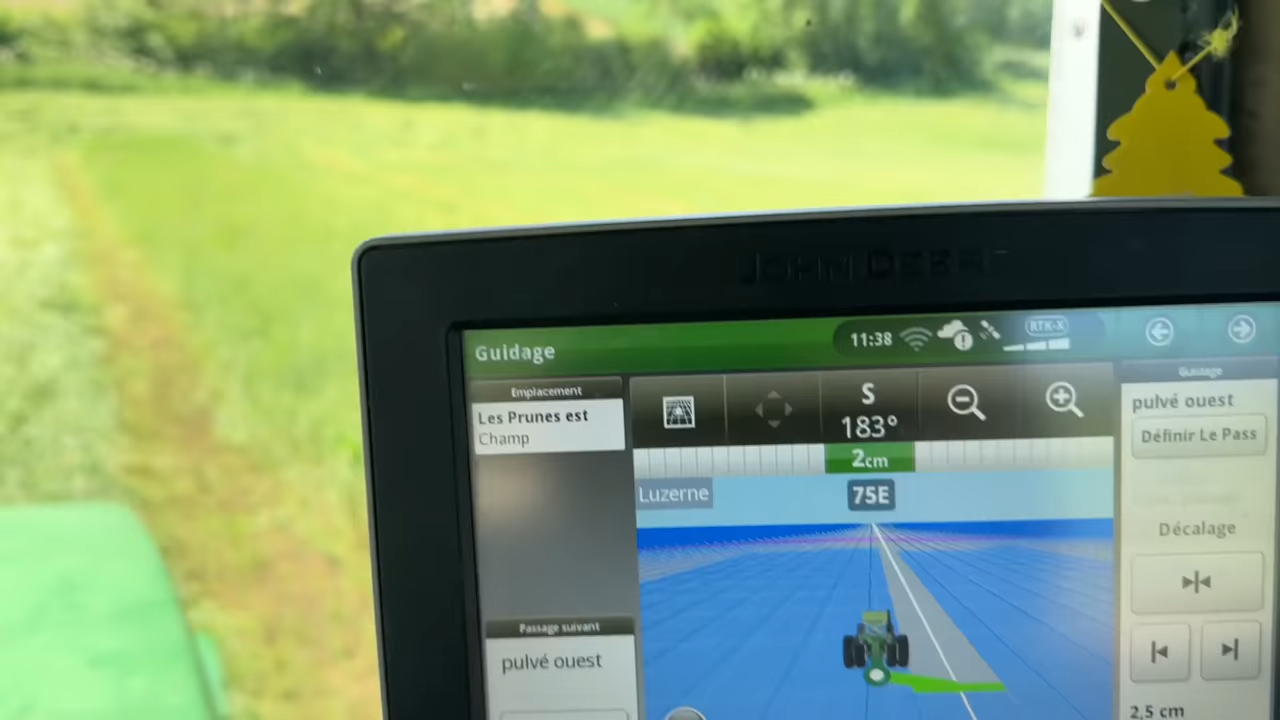 JOHN DEERE
Guidage
11:38
RTK-X
Emplacement
Les Prunes est
Champ
S
183°
2cm
Luzerne
75E
Passage suivant
pulvé ouest
Guidage
pulvé ouest
Définir Le Pass
Décalage
2,5 cm